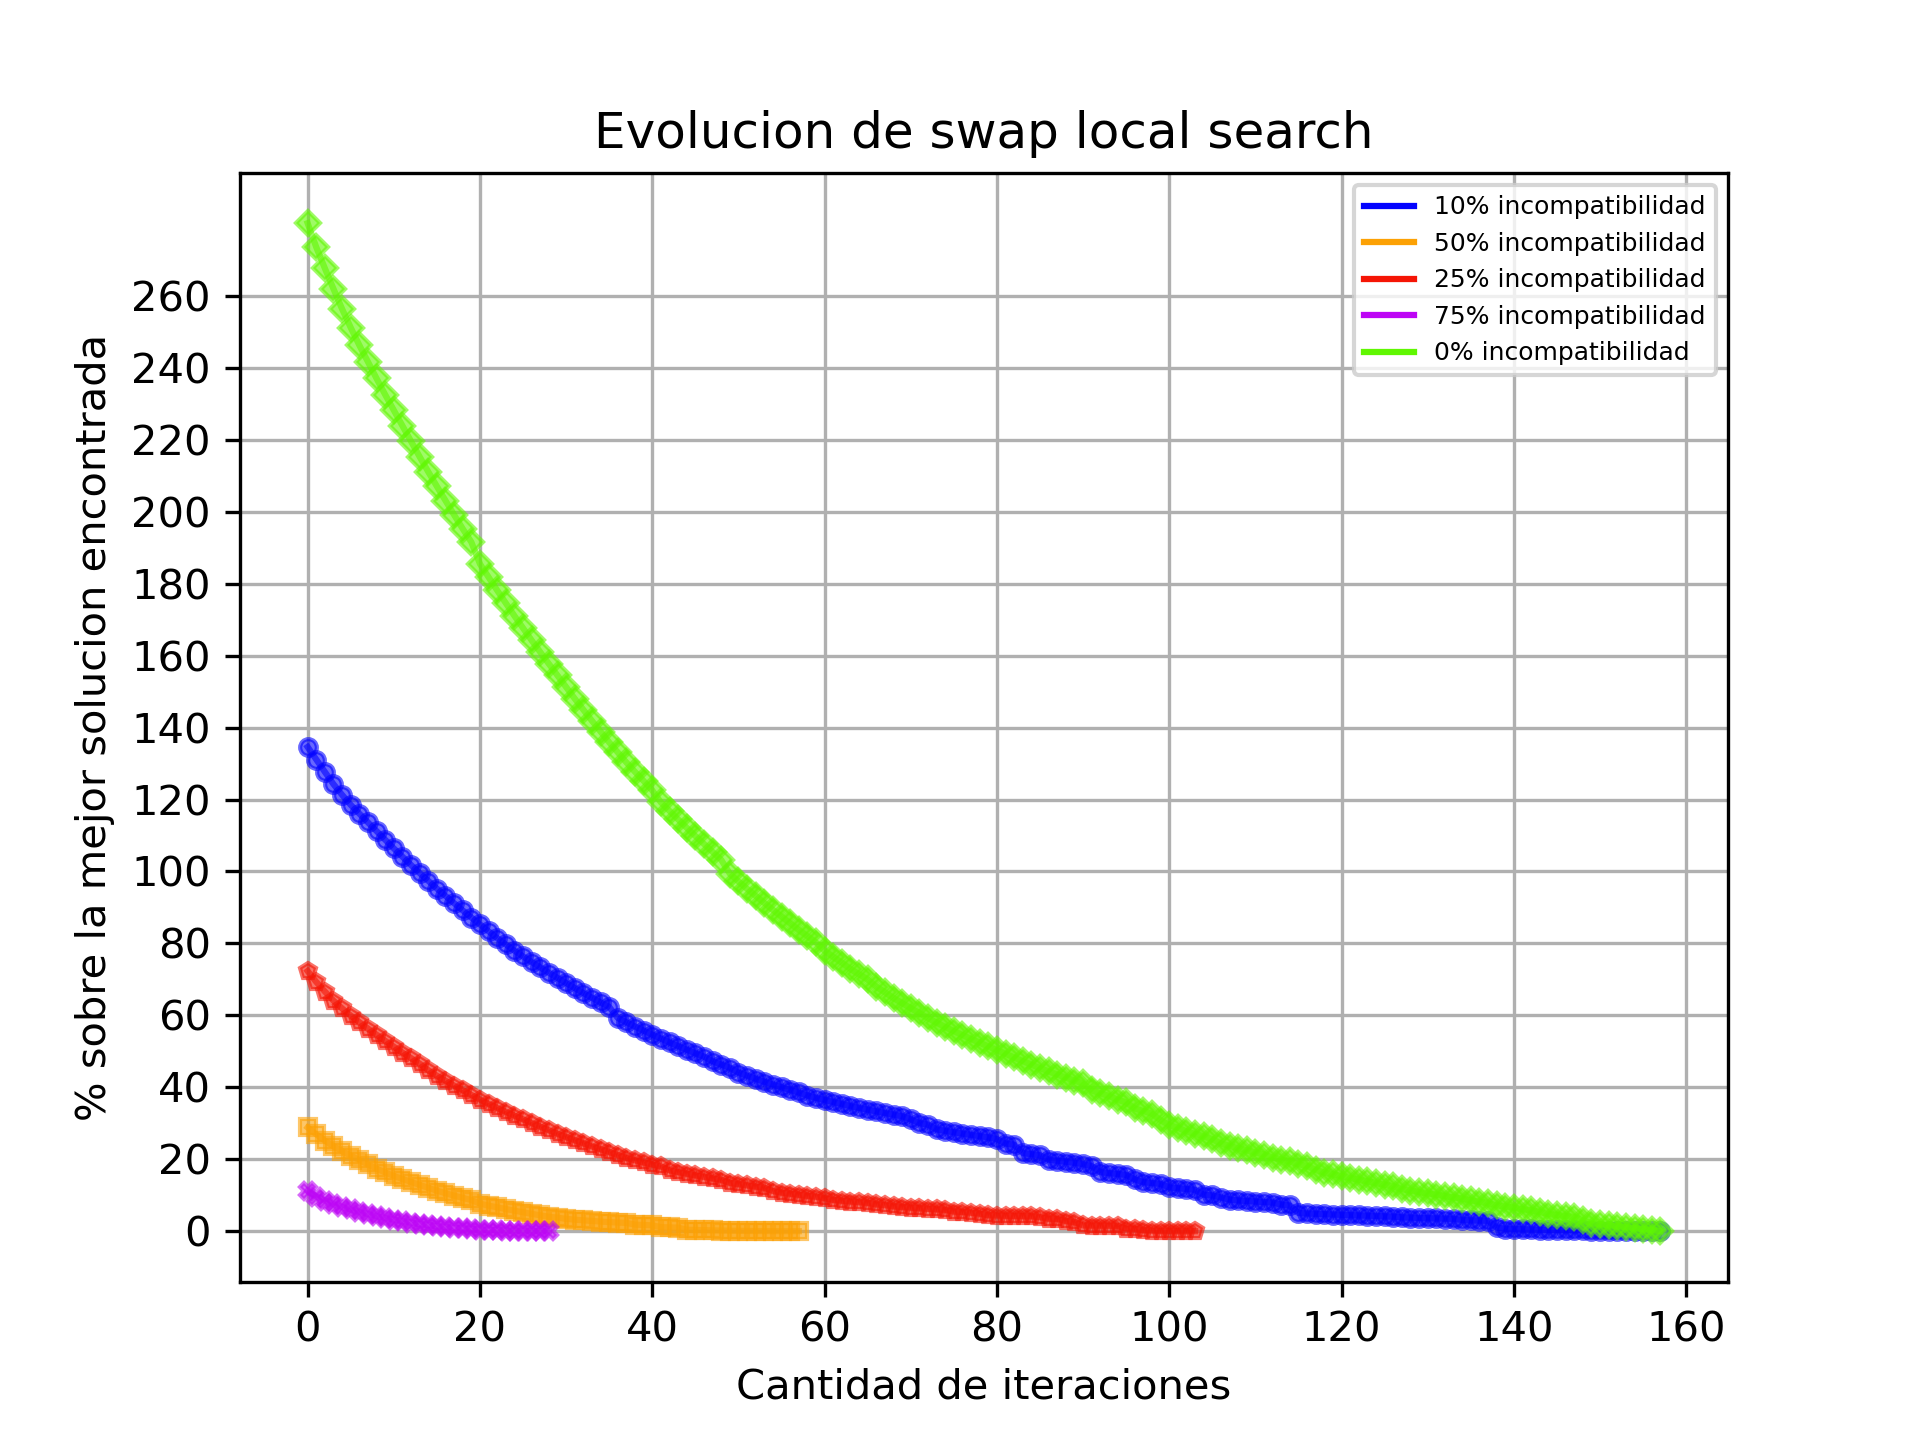 Evolucion de swap local search
10% incompatibilidad
50% incompatibilidad
25% incompatibilidad
75% incompatibilidad
0% incompatibilidad
% sobre la mejor solucion encontrada
260
240
220
200
180
160
140
120
100
80
60
40
20
0
0 20 40 60 80 100 120 140 160
Cantidad de iteraciones